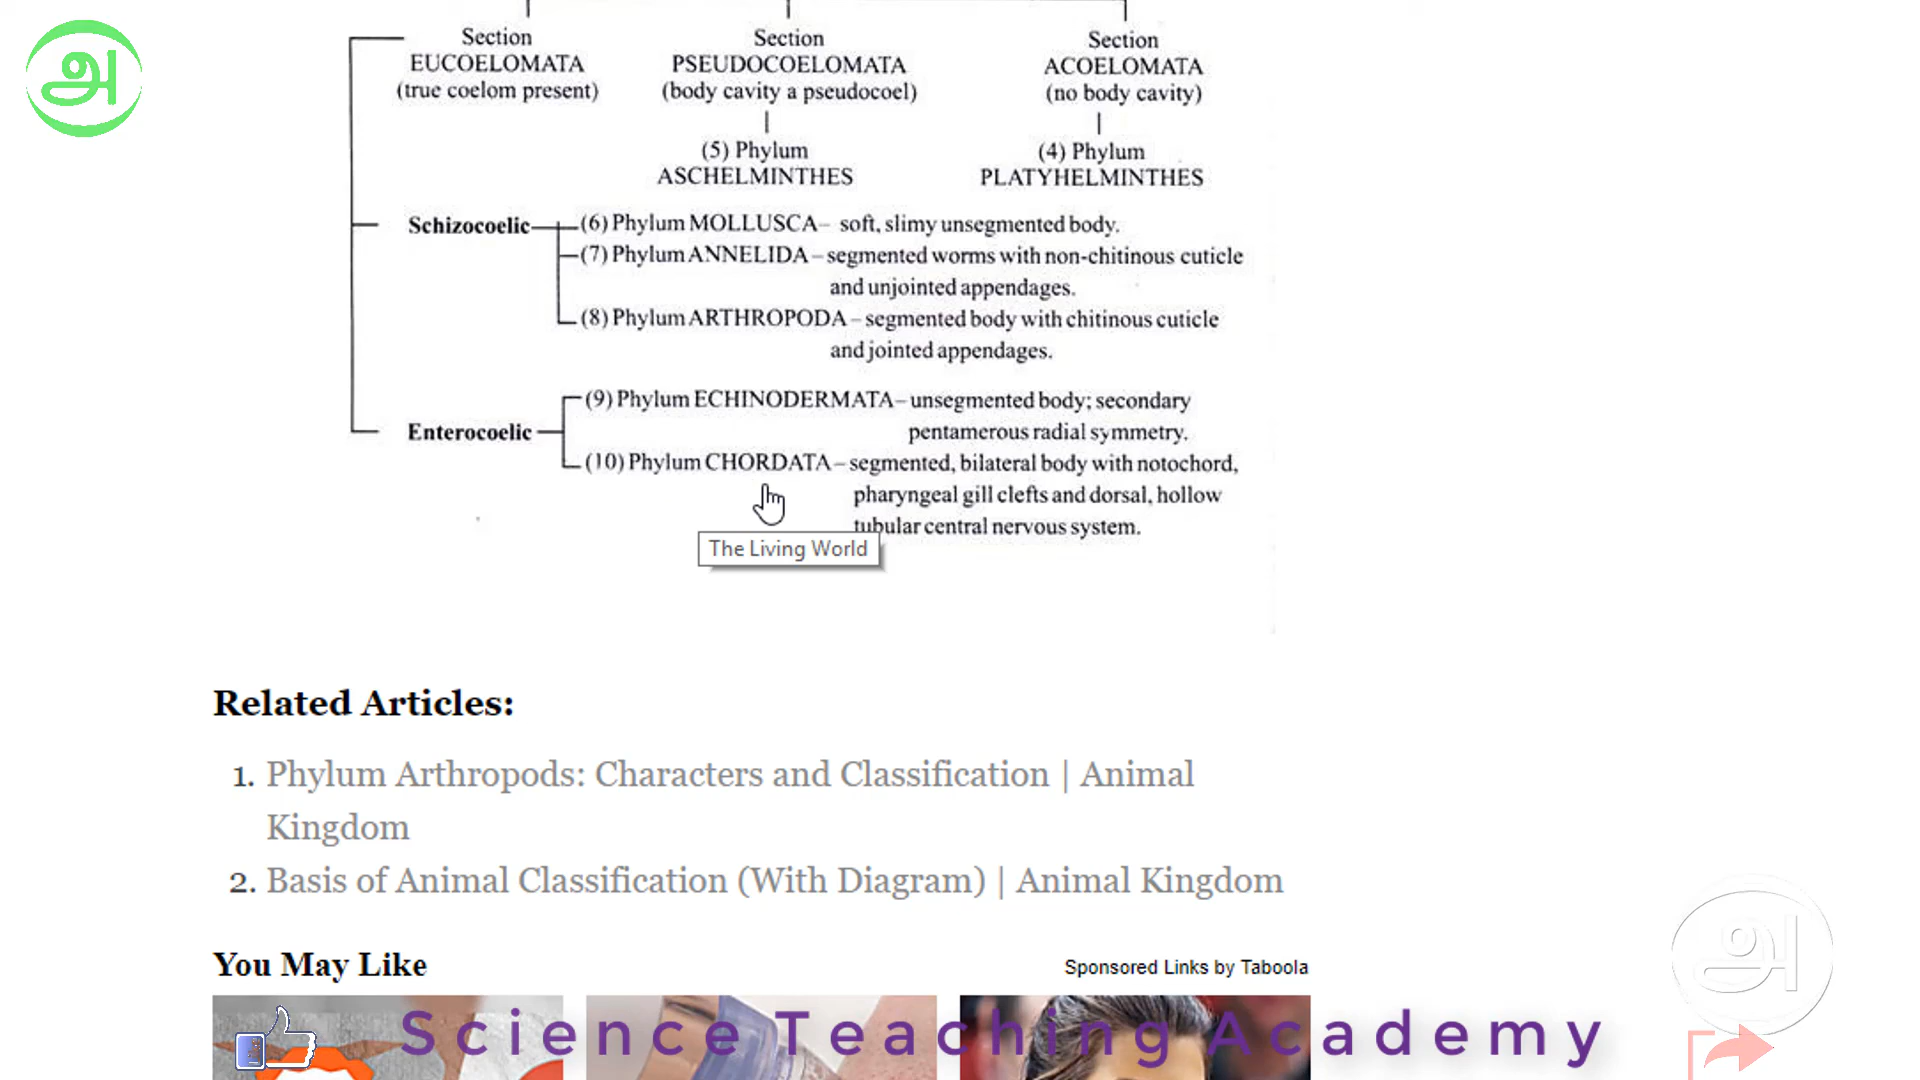 அ
Section
EUCOELOMATA
(true coelom present)
Section
PSEUDOCOELOMATA
(body cavity a pseudocoel)
Section
ACOELOMATA
(no body cavity)
(5) Phylum
ASCHELMINTHES
(4) Phylum
PLATYHELMINTHES
Schizocoelic
(6) Phylum MOLLUSCA– soft, slimy unsegmented body.
(7) Phylum ANNELIDA – segmented worms with non-chitinous cuticle
and unjointed appendages.
(8) Phylum ARTHROPODA – segmented body with chitinous cuticle
and jointed appendages.
Enterocoelic
(9) Phylum ECHINODERMATA– unsegmented body; secondary
pentamerous radial symmetry.
(10) Phylum CHORDATA – segmented, bilateral body with notochord,
pharyngeal gill clefts and dorsal, hollow
tubular central nervous system.
The Living World
Related Articles:
1. Phylum Arthropods: Characters and Classification | Animal
Kingdom
2. Basis of Animal Classification (With Diagram) | Animal Kingdom
You May Like
Sponsored Links by Taboola
அ
Science Teaching Academy